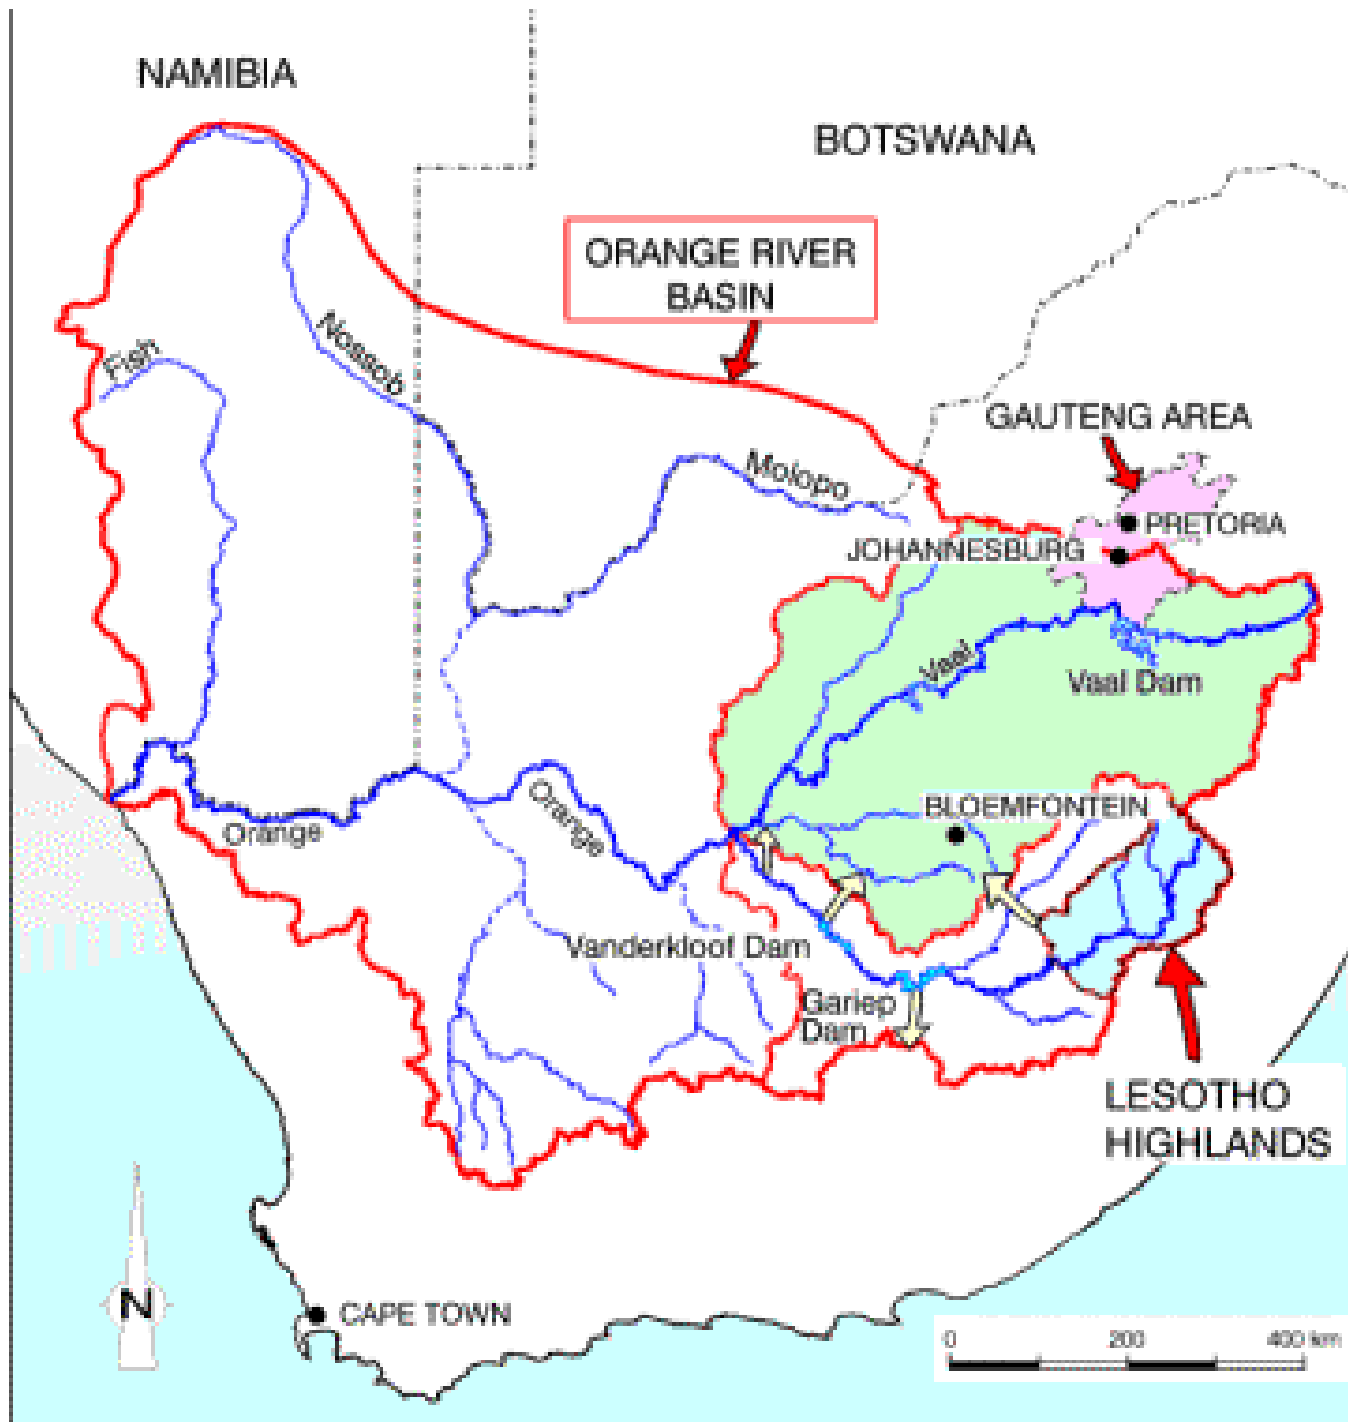 NAMIBIA
BOTSWANA
ORANGE RIVER
BASIN
Fish
Nossob
GAUTENG AREA
Molopo
PRETORIA
JOHANNESBURG
Vaal
Vaal Dam
Orange
Orange
BLOEMFONTEIN
Vanderkloof Dam
Gariep
Dam
LESOTHO
HIGHLANDS
N
CAPE TOWN
0 200 400 km